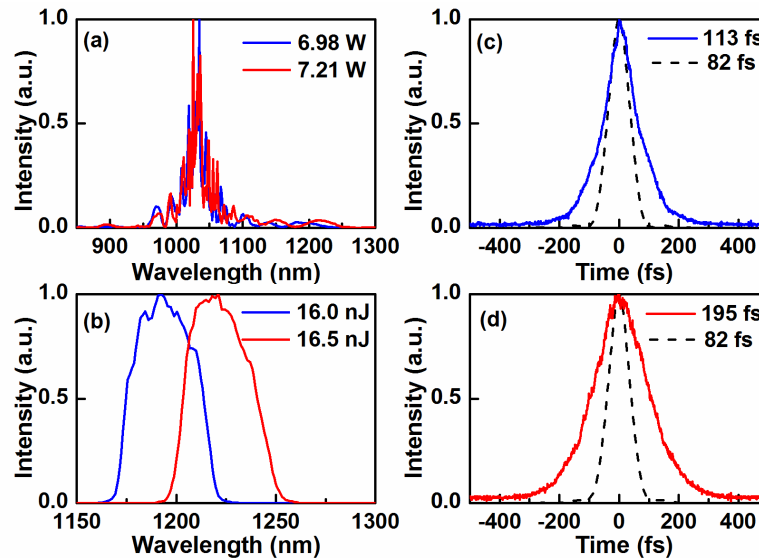 (a)
6.98 W
7.21 W
1.0
0.5
0.0
Intensity (a.u.)
900 1000 1100 1200 1300
Wavelength (nm)
(c)
113 fs
82 fs
1.0
0.5
0.0
Intensity (a.u.)
-400 -200 0 200 400
Time (fs)
(b)
16.0 nJ
16.5 nJ
1.0
0.5
0.0
Intensity (a.u.)
1150 1200 1250 1300
Wavelength (nm)
(d)
195 fs
82 fs
1.0
0.5
0.0
Intensity (a.u.)
-400 -200 0 200 400
Time (fs)